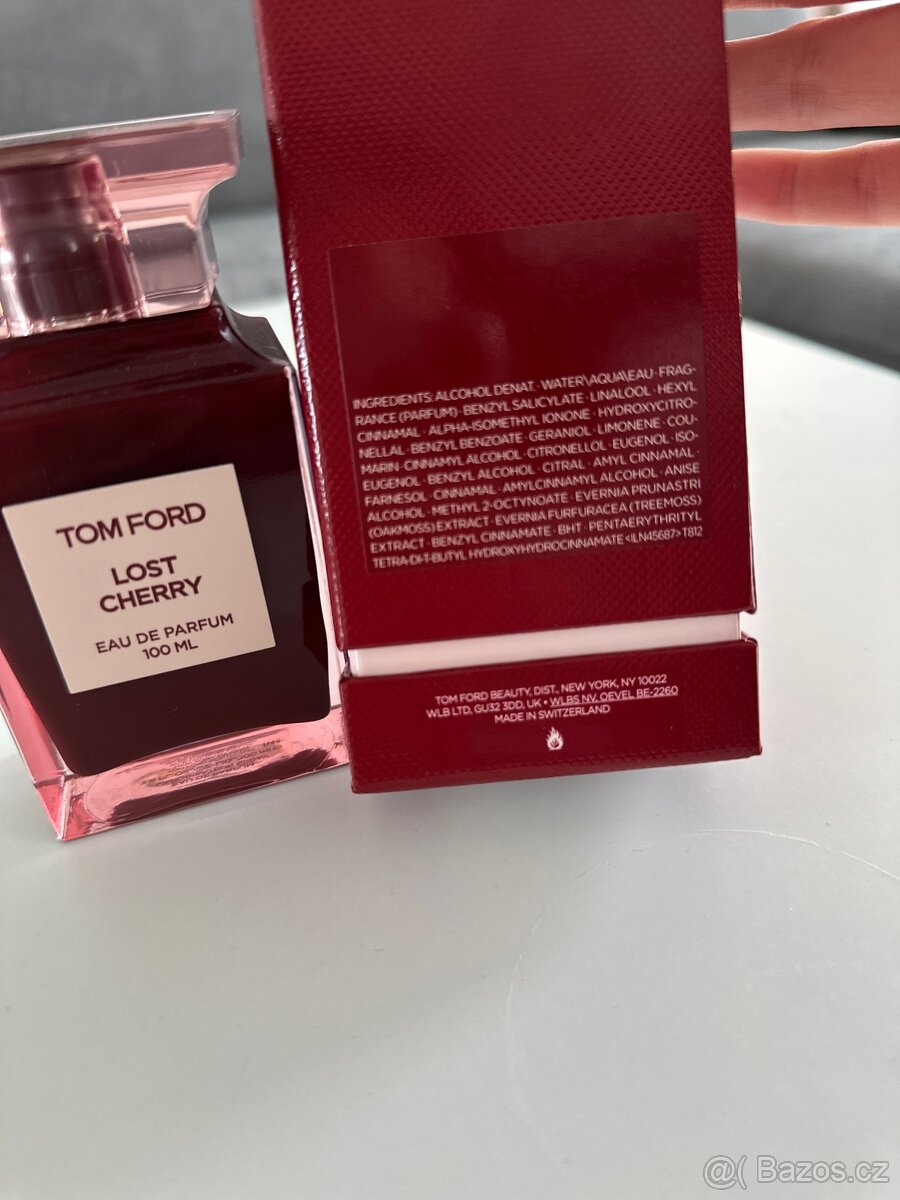 TOM FORD
LOST
CHERRY
EAU DE PARFUM
100 ML
INGREDIENTS: ALCOHOL DENAT. · WATER\AQUA\EAU · FRAG-
RANCE (PARFUM) · BENZYL SALICYLATE · LINALOOL · HEXYL
CINNAMAL · ALPHA-ISOMETHYL IONONE · HYDROXYCITRO-
NELLAL · BENZYL BENZOATE · GERANIOL · LIMONENE · COU-
MARIN · CINNAMYL ALCOHOL · CITRONELLOL · EUGENOL · ISO-
EUGENOL · BENZYL ALCOHOL · CITRAL · AMYL CINNAMAL ·
FARNESOL · CINNAMAL · AMYLCINNAMYL ALCOHOL · ANISE
ALCOHOL · METHYL 2-OCTYNOATE · EVERNIA PRUNASTRI
(OAKMOSS) EXTRACT · EVERNIA FURFURACEA (TREEMOSS)
EXTRACT · BENZYL CINNAMATE · BHT · PENTAERYTHRITYL
TETRA-DI-T-BUTYL HYDROXYHYDROCINNAMATE <ILN45687> T812
TOM FORD BEAUTY, DIST., NEW YORK, NY 10022
WLB LTD, GU32 3DD, UK • WLBS NV, OEVEL BE-2260
MADE IN SWITZERLAND
@( Bazos.cz